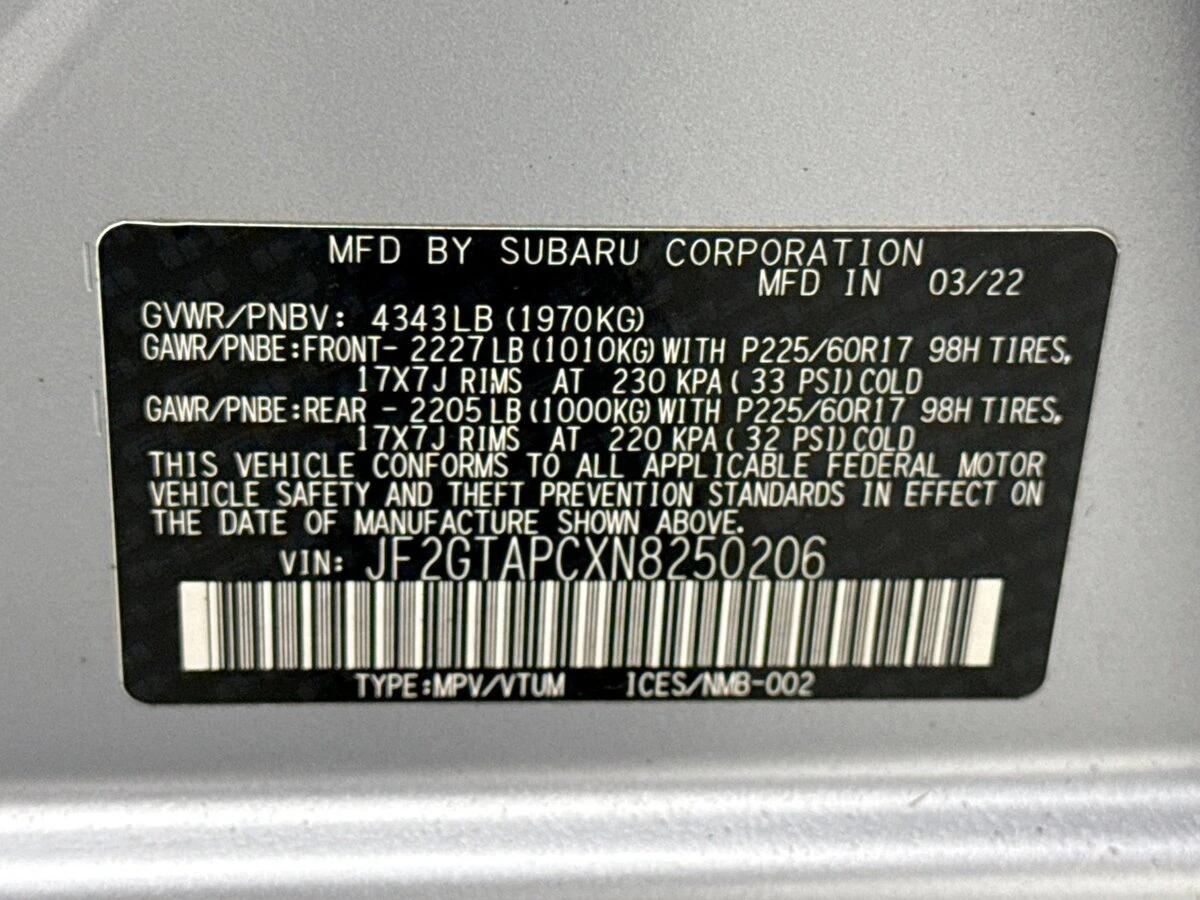 MFD BY SUBARU CORPORATION
MFD IN 03/22
GVWR/PNBV: 4343LB (1970KG)
GAWR/PNBE:FRONT- 2227LB (1010KG) WITH P225/60R17 98H TIRES,
17X7J RIMS AT 230 KPA ( 33 PSI) COLD
GAWR/PNBE:REAR - 2205LB (1000KG) WITH P225/60R17 98H TIRES,
17X7J RIMS AT 220 KPA ( 32 PSI) COLD
THIS VEHICLE CONFORMS TO ALL APPLICABLE FEDERAL MOTOR
VEHICLE SAFETY AND THEFT PREVENTION STANDARDS IN EFFECT ON
THE DATE OF MANUFACTURE SHOWN ABOVE.
VIN: JF2GTAPCXN8250206
TYPE:MPV/VTUM ICES/NMB-002